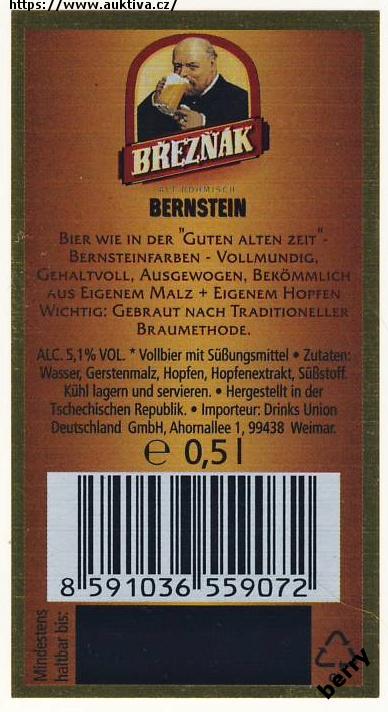 https://www.auktiva.cz/
BŘEZŇÁK
ALT BÖHMISCH
BERNSTEIN
BIER WIE IN DER "GUTEN ALTEN ZEIT"-
BERNSTEINFARBEN - VOLLMUNDIG,
GEHALTVOLL, AUSGEWOGEN, BEKÖMMLICH
AUS EIGENEM MALZ + EIGENEM HOPFEN
WICHTIG: GEBRAUT NACH TRADITIONELLER
BRAUMETHODE.
ALC. 5,1% VOL. * Vollbier mit Süßungsmittel • Zutaten:
Wasser, Gerstenmalz, Hopfen, Hopfenextrakt, Süßstoff.
Kühl lagern und servieren. • Hergestellt in der
Tschechischen Republik. • Importeur: Drinks Union
Deutschland GmbH, Ahornallee 1, 99438 Weimar.
e 0,5 l
8 591036 559072
Mindestens
haltbar bis:
berry